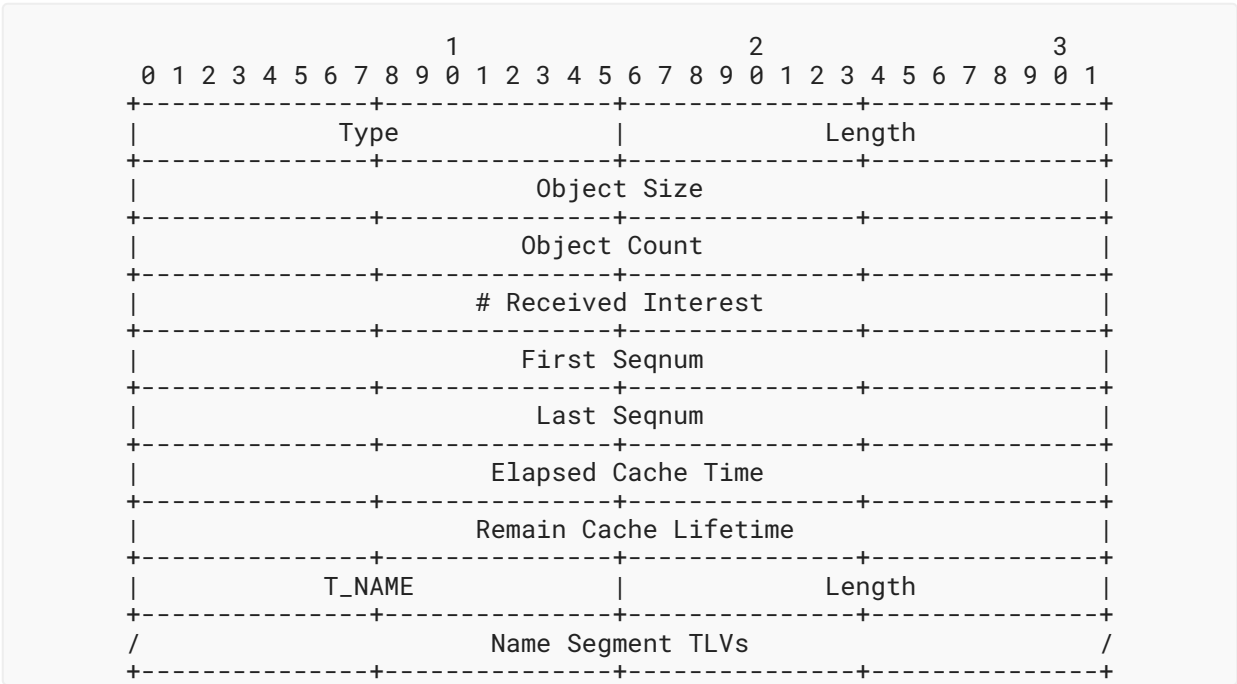 1                   2                   3
 0 1 2 3 4 5 6 7 8 9 0 1 2 3 4 5 6 7 8 9 0 1 2 3 4 5 6 7 8 9 0 1
+---------------+---------------+---------------+---------------+
|             Type              |             Length            |
+---------------+---------------+---------------+---------------+
|                          Object Size                          |
+---------------+---------------+---------------+---------------+
|                         Object Count                          |
+---------------+---------------+---------------+---------------+
|                      # Received Interest                      |
+---------------+---------------+---------------+---------------+
|                         First Seqnum                          |
+---------------+---------------+---------------+---------------+
|                          Last Seqnum                          |
+---------------+---------------+---------------+---------------+
|                       Elapsed Cache Time                      |
+---------------+---------------+---------------+---------------+
|                      Remain Cache Lifetime                    |
+---------------+---------------+---------------+---------------+
|            T_NAME             |             Length            |
+---------------+---------------+---------------+---------------+
/                       Name Segment TLVs                       /
+---------------+---------------+---------------+---------------+